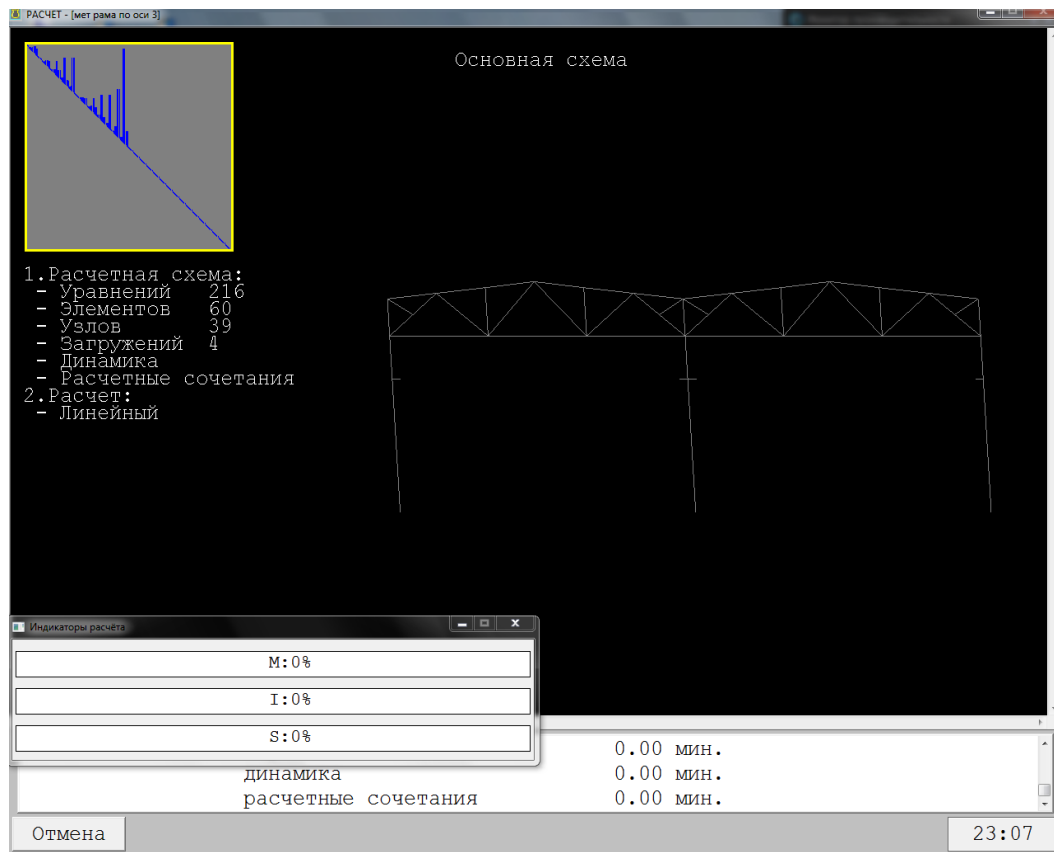 РАСЧЕТ - [мет рама по оси 3]
Основная схема
1.Расчетная схема:
- Уравнений 216
- Элементов 60
- Узлов 39
- Загружений 4
- Динамика
- Расчетные сочетания
2.Расчет:
- Линейный
Индикаторы расчёта
M:0%
I:0%
S:0%
0.00 мин.
динамика 0.00 мин.
расчетные сочетания 0.00 мин.
Отмена
23:07